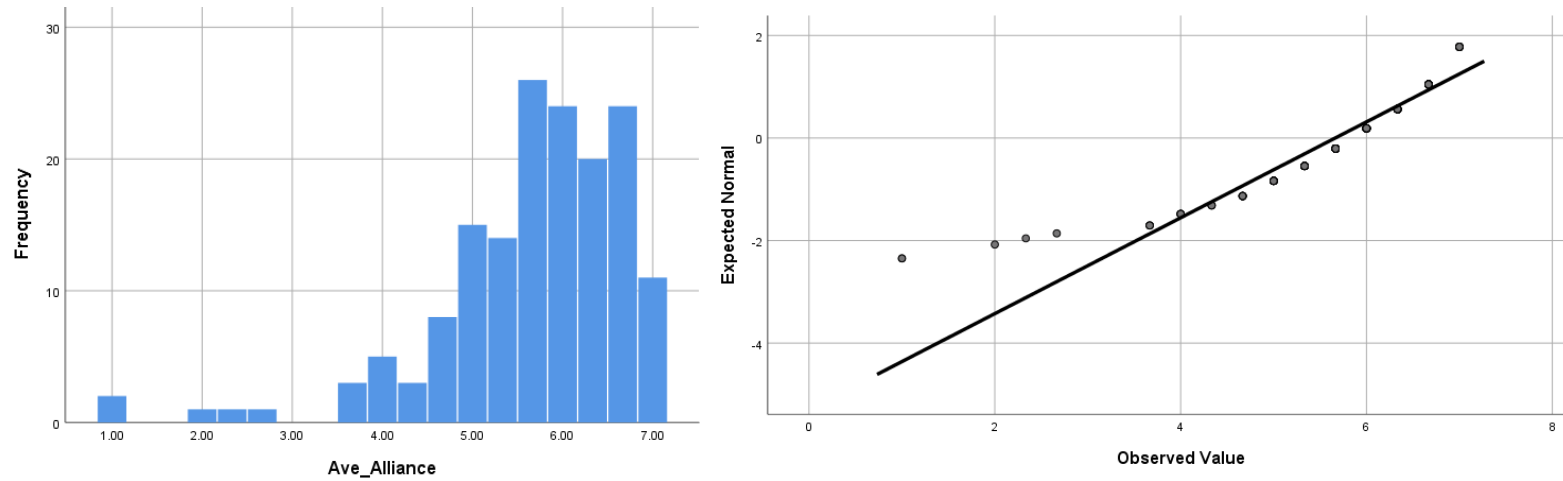 30
20
10
0
Frequency
1.00 2.00 3.00 4.00 5.00 6.00 7.00
Ave_Alliance
2
0
-2
-4
Expected Normal
0 2 4 6 8
Observed Value